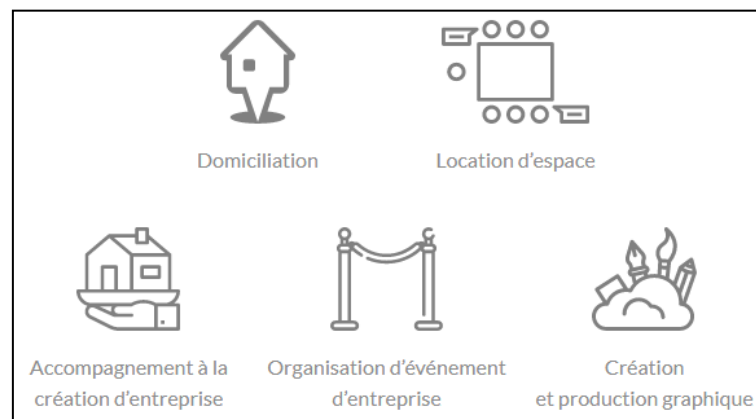 Domiciliation
Location d'espace
Accompagnement à la
création d'entreprise
Organisation d'événement
d'entreprise
Création
et production graphique